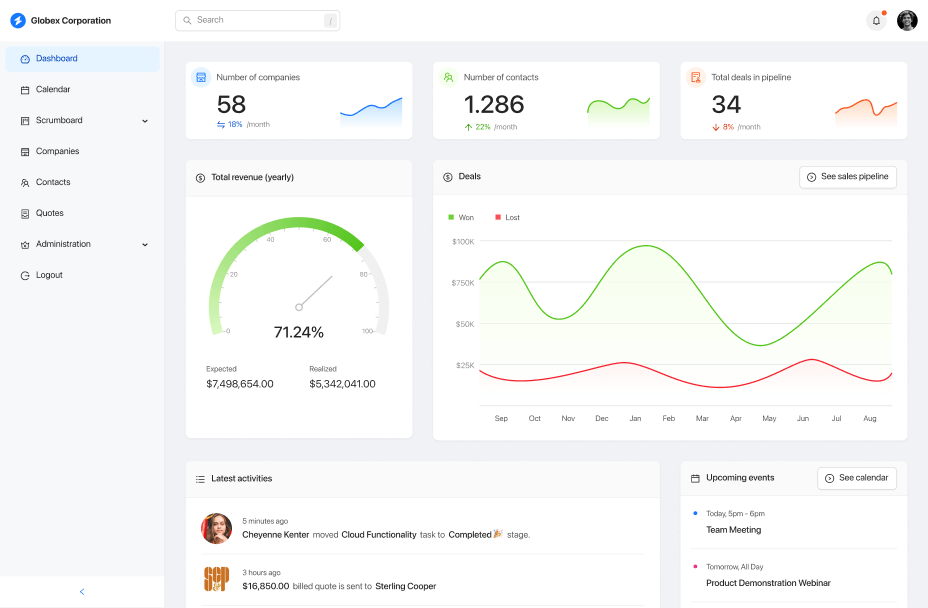 Globex Corporation
Search /
Dashboard
Calendar
Scrumboard
Companies
Contacts
Quotes
Administration
Logout
Number of companies
58
18% /month
Number of contacts
1.286
22% /month
Total deals in pipeline
34
8% /month
Total revenue (yearly)
0
20
40
60
80
100
71.24%
Expected
$7,498,654.00
Realized
$5,342,041.00
Deals
See sales pipeline
Won Lost
$100K
$750K
$50K
$25K
Sep Oct Nov Dec Jan Feb Mar Apr May Jun Jul Aug
Latest activities
5 minutes ago
Cheyenne Kenter moved Cloud Functionality task to Completed🎉 stage.
3 hours ago
$16,850.00 billed quote is sent to Sterling Cooper
Upcoming events
See calendar
Today, 5pm - 6pm
Team Meeting
Tomorrow, All Day
Product Demonstration Webinar